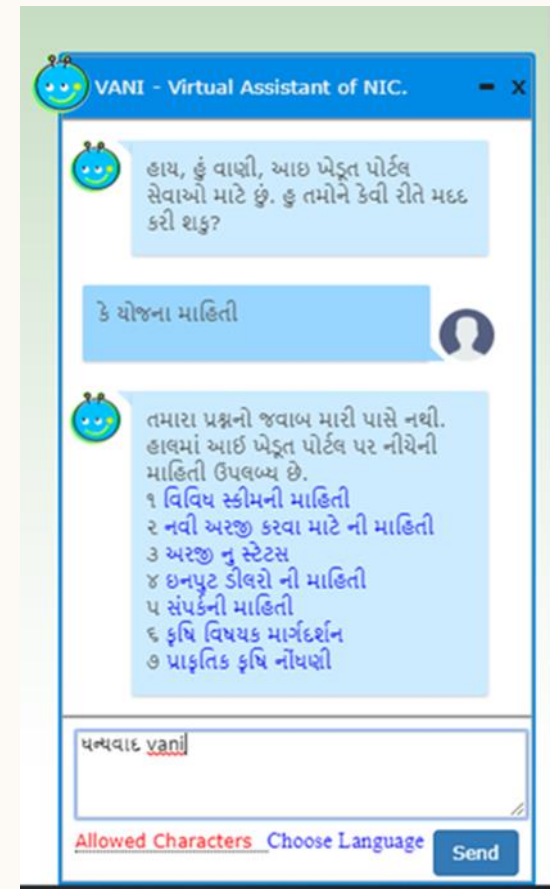 VANI - Virtual Assistant of NIC. - x
હાય, હું વાણી, આઇ ખેડૂત પોર્ટલ
સેવાઓ માટે છું. હુ તમોને કેવી રીતે મદદ
કરી શકુ?
કે યોજના માહિતી
તમારા પ્રશ્નનો જવાબ મારી પાસે નથી.
હાલમાં આઈ ખેડૂત પોર્ટલ પર નીચેની
માહિતી ઉપલબ્ધ છે.
૧ વિવિધ સ્કીમની માહિતી
૨ નવી અરજી કરવા માટે ની માહિતી
૩ અરજી નુ સ્ટેટસ
૪ ઇનપુટ ડીલરો ની માહિતી
૫ સંપર્કની માહિતી
૬ કૃષિ વિષયક માર્ગદર્શન
૭ પ્રાકૃતિક કૃષિ નોંધણી
ધન્યવાદ vani
Allowed Characters Choose Language Send